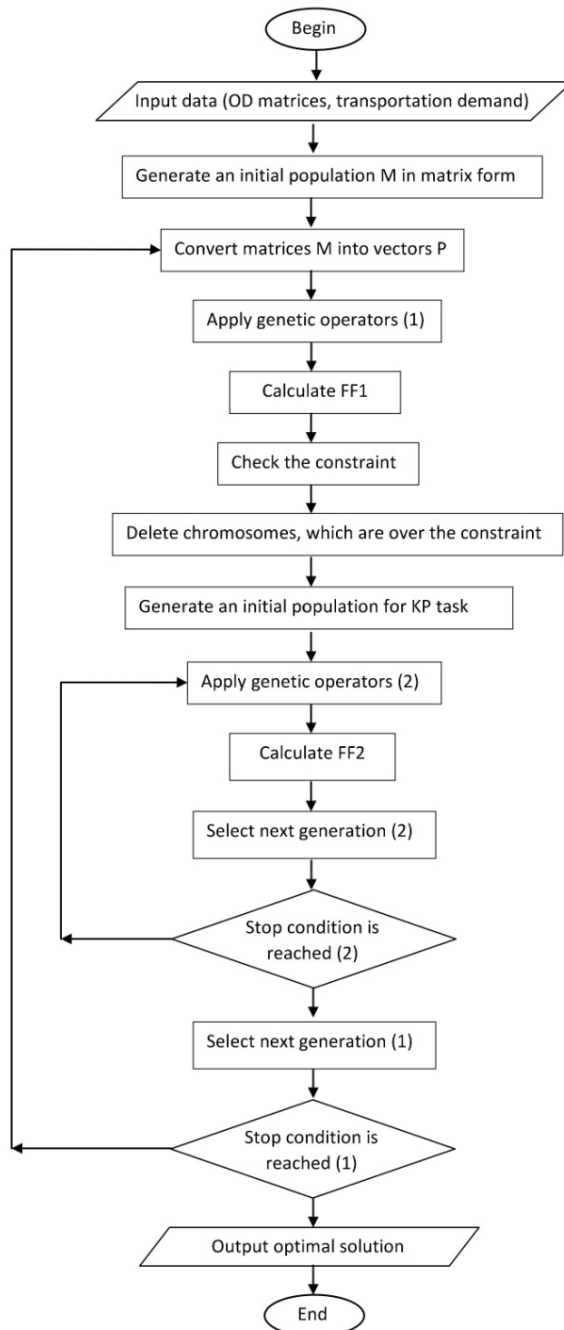 Begin
Input data (OD matrices, transportation demand)
Generate an initial population M in matrix form
Convert matrices M into vectors P
Apply genetic operators (1)
Calculate FF1
Check the constraint
Delete chromosomes, which are over the constraint
Generate an initial population for KP task
Apply genetic operators (2)
Calculate FF2
Select next generation (2)
Stop condition is
reached (2)
Select next generation (1)
Stop condition is
reached (1)
Output optimal solution
End